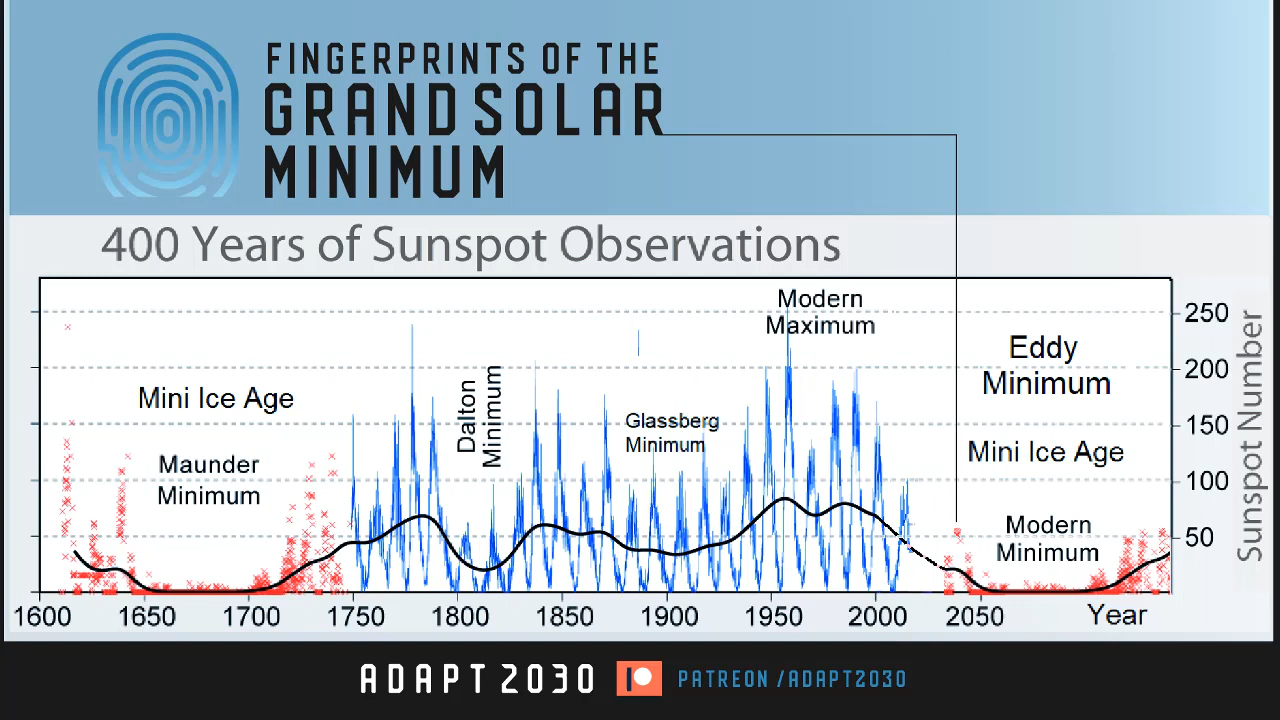 FINGERPRINTS OF THE
GRAND SOLAR
MINIMUM
400 Years of Sunspot Observations
Modern
Maximum
Eddy
Minimum
Mini Ice Age
Dalton
Minimum
Glassberg
Minimum
Mini Ice Age
Maunder
Minimum
Modern
Minimum
250
200
150
100
50
Sunspot Number
1600 1650 1700 1750 1800 1850 1900 1950 2000 2050 Year
ADAPT 2030 PATREON /ADAPT2030